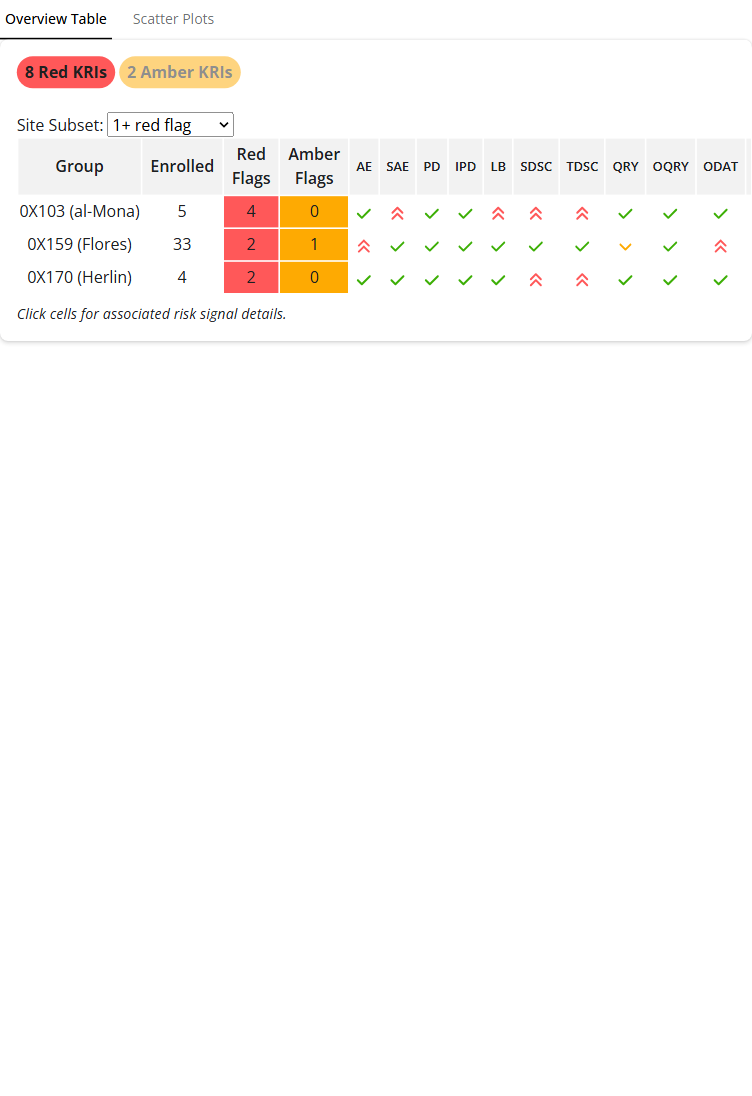 Overview Table Scatter Plots
8 Red KRIs 2 Amber KRIs
Site Subset: 1+ red flag
Group Enrolled Red Flags Amber Flags AE SAE PD IPD LB SDSC TDSC QRY OQRY ODAT
0X103 (al-Mona) 5 4 0
0X159 (Flores) 33 2 1
0X170 (Herlin) 4 2 0
Click cells for associated risk signal details.